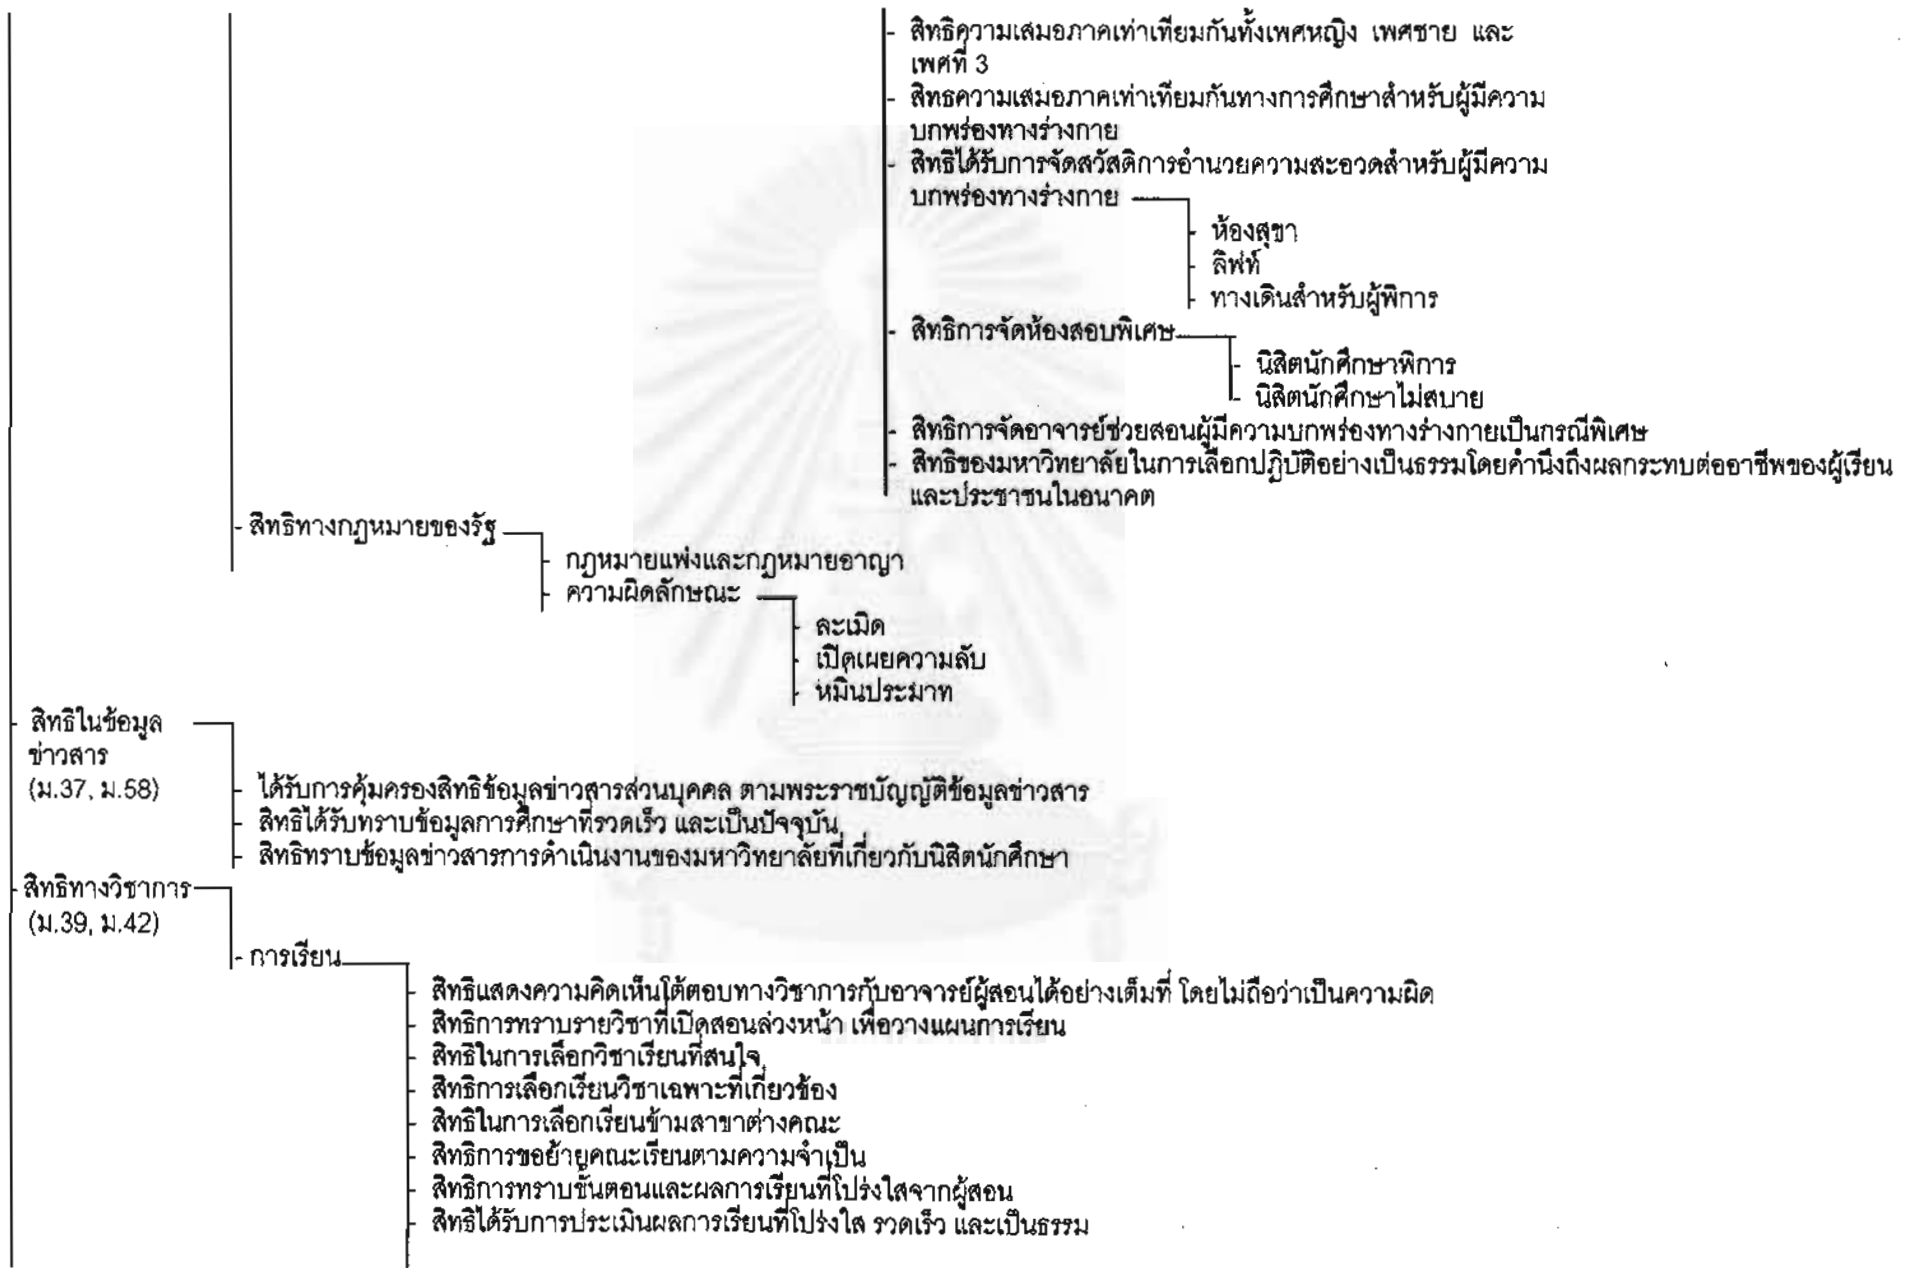 - สิทธิความเสมอภาคเท่าเทียมกันทั้งเพศหญิง เพศชาย และ
เพศที่ 3
- สิทธความเสมอภาคเท่าเทียมกันทางการศึกษาสำหรับผู้มีความ
บกพร่องทางร่างกาย
- สิทธิได้รับการจัดสวัสดิการอำนวยความสะอวดสำหรับผู้มีความ
บกพร่องทางร่างกาย
- ห้องสุขา
- ลิฟท์
- ทางเดินสำหรับผู้พิการ
- สิทธิการจัดห้องสอบพิเศษ
- นิสิตนักศึกษาพิการ
- นิสิตนักศึกษาไม่สบาย
- สิทธิการจัดอาจารย์ช่วยสอนผู้มีความบกพร่องทางร่างกายเป็นกรณีพิเศษ
- สิทธิของมหาวิทยาลัยในการเลือกปฏิบัติอย่างเป็นธรรมโดยคำนึงถึงผลกระทบต่ออาชีพของผู้เรียน
และประชาชนในอนาคต
- สิทธิทางกฎหมายของรัฐ
- กฎหมายแพ่งและกฎหมายอาญา
- ความผิดลักษณะ
- ละเมิด
- เปิดเผยความลับ
- หมิ่นประมาท
- สิทธิในข้อมูล
ข่าวสาร
(ม.37, ม.58)
- ได้รับการคุ้มครองสิทธิข้อมูลข่าวสารส่วนบุคคล ตามพระราชบัญญัติข้อมูลข่าวสาร
- สิทธิได้รับทราบข้อมูลการศึกษาที่รวดเร็ว และเป็นปัจจุบัน
- สิทธิทราบข้อมูลข่าวสารการดำเนินงานของมหาวิทยาลัยที่เกี่ยวกับนิสิตนักศึกษา
- สิทธิทางวิชาการ
(ม.39, ม.42)
- การเรียน
- สิทธิแสดงความคิดเห็นโต้ตอบทางวิชาการกับอาจารย์ผู้สอนได้อย่างเต็มที่ โดยไม่ถือว่าเป็นความผิด
- สิทธิการทราบรายวิชาที่เปิดสอนล่วงหน้า เพื่อวางแผนการเรียน
- สิทธิในการเลือกวิชาเรียนที่สนใจ
- สิทธิการเลือกเรียนวิชาเฉพาะที่เกี่ยวข้อง
- สิทธิในการเลือกเรียนข้ามสาขาต่างคณะ
- สิทธิการขอย้ายคณะเรียนตามความจำเป็น
- สิทธิการทราบขั้นตอนและผลการเรียนที่โปร่งใสจากผู้สอน
- สิทธิได้รับการประเมินผลการเรียนที่โปร่งใส รวดเร็ว และเป็นธรรม